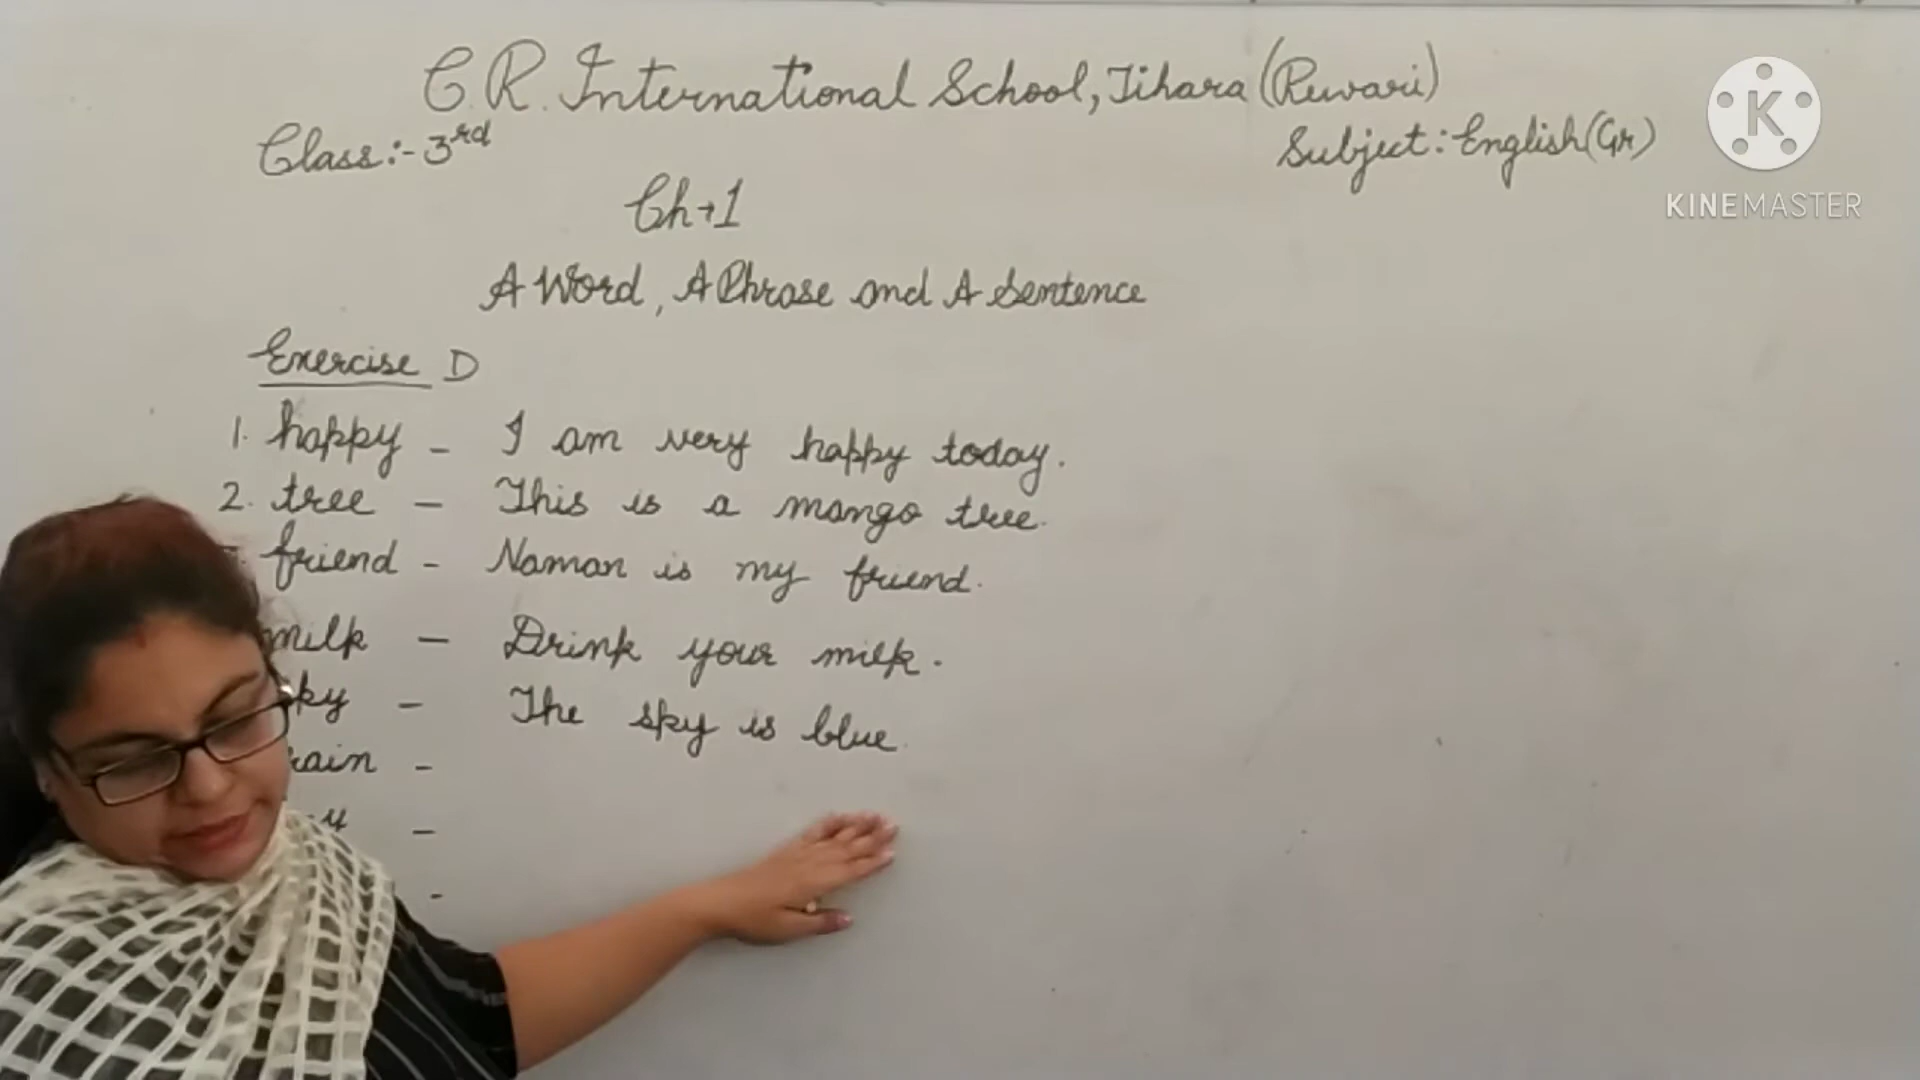 C.R. International School, Jihara (Rewari)
Class:- 3rd
Subject: English (Gr)
KINEMASTER
Ch → 1
A Word, A Phrase and A Sentence
Exercise D
1. happy - I am very happy today.
2. tree - This is a mango tree.
friend - Naman is my friend.
milk - Drink your milk.
sky - The sky is blue.
rain -
-
-